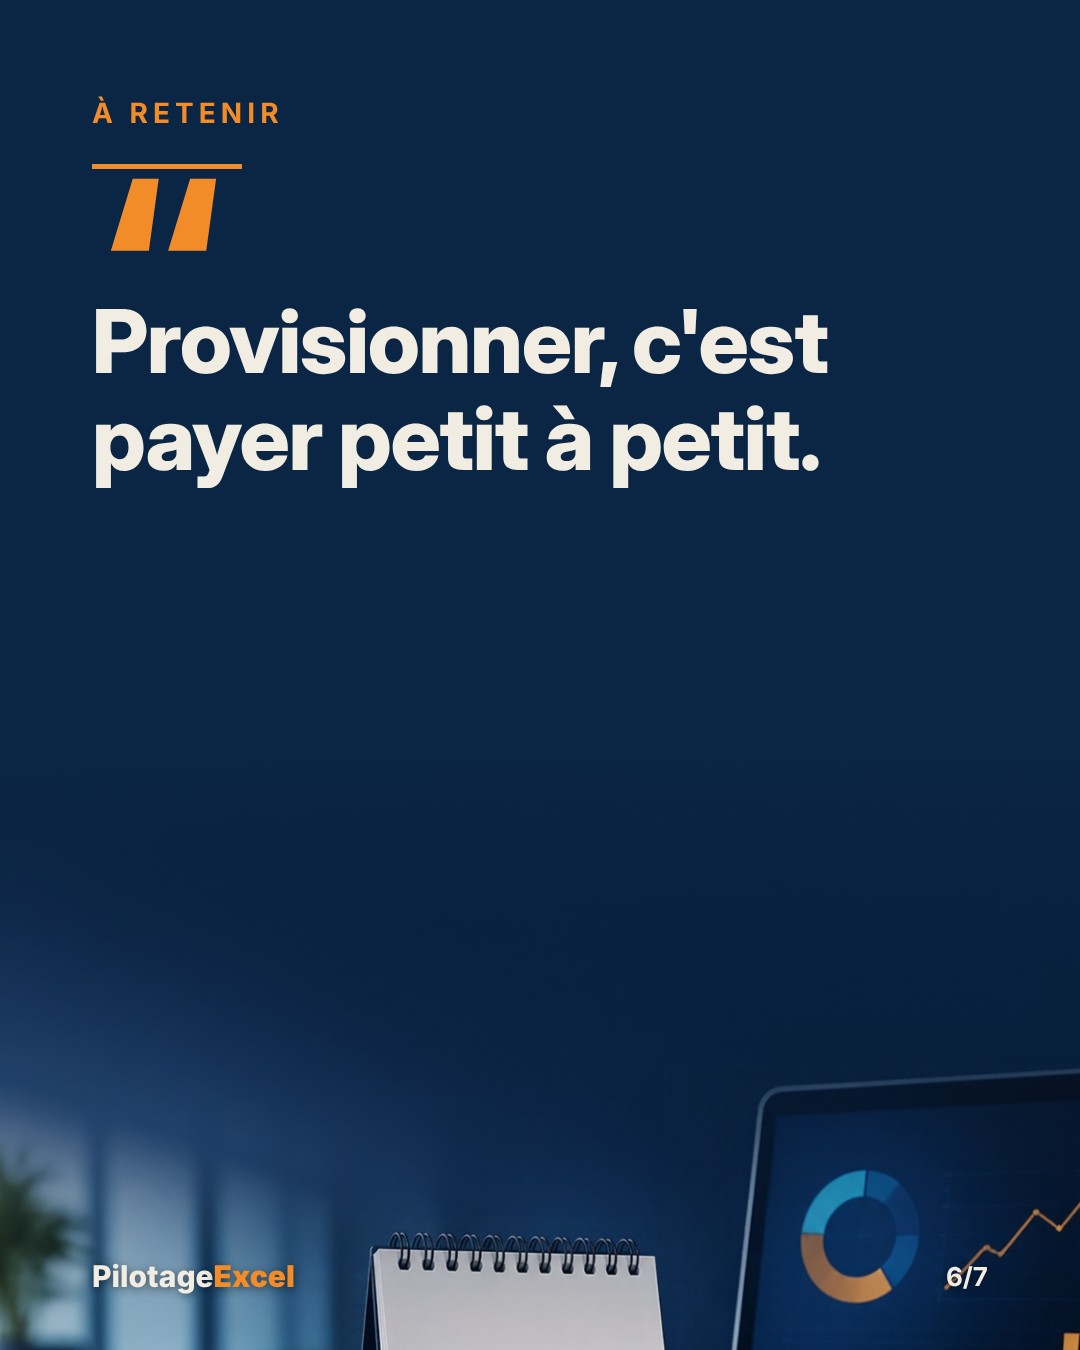 À RETENIR
"
Provisionner, c'est
payer petit à petit.
PilotageExcel
6/7